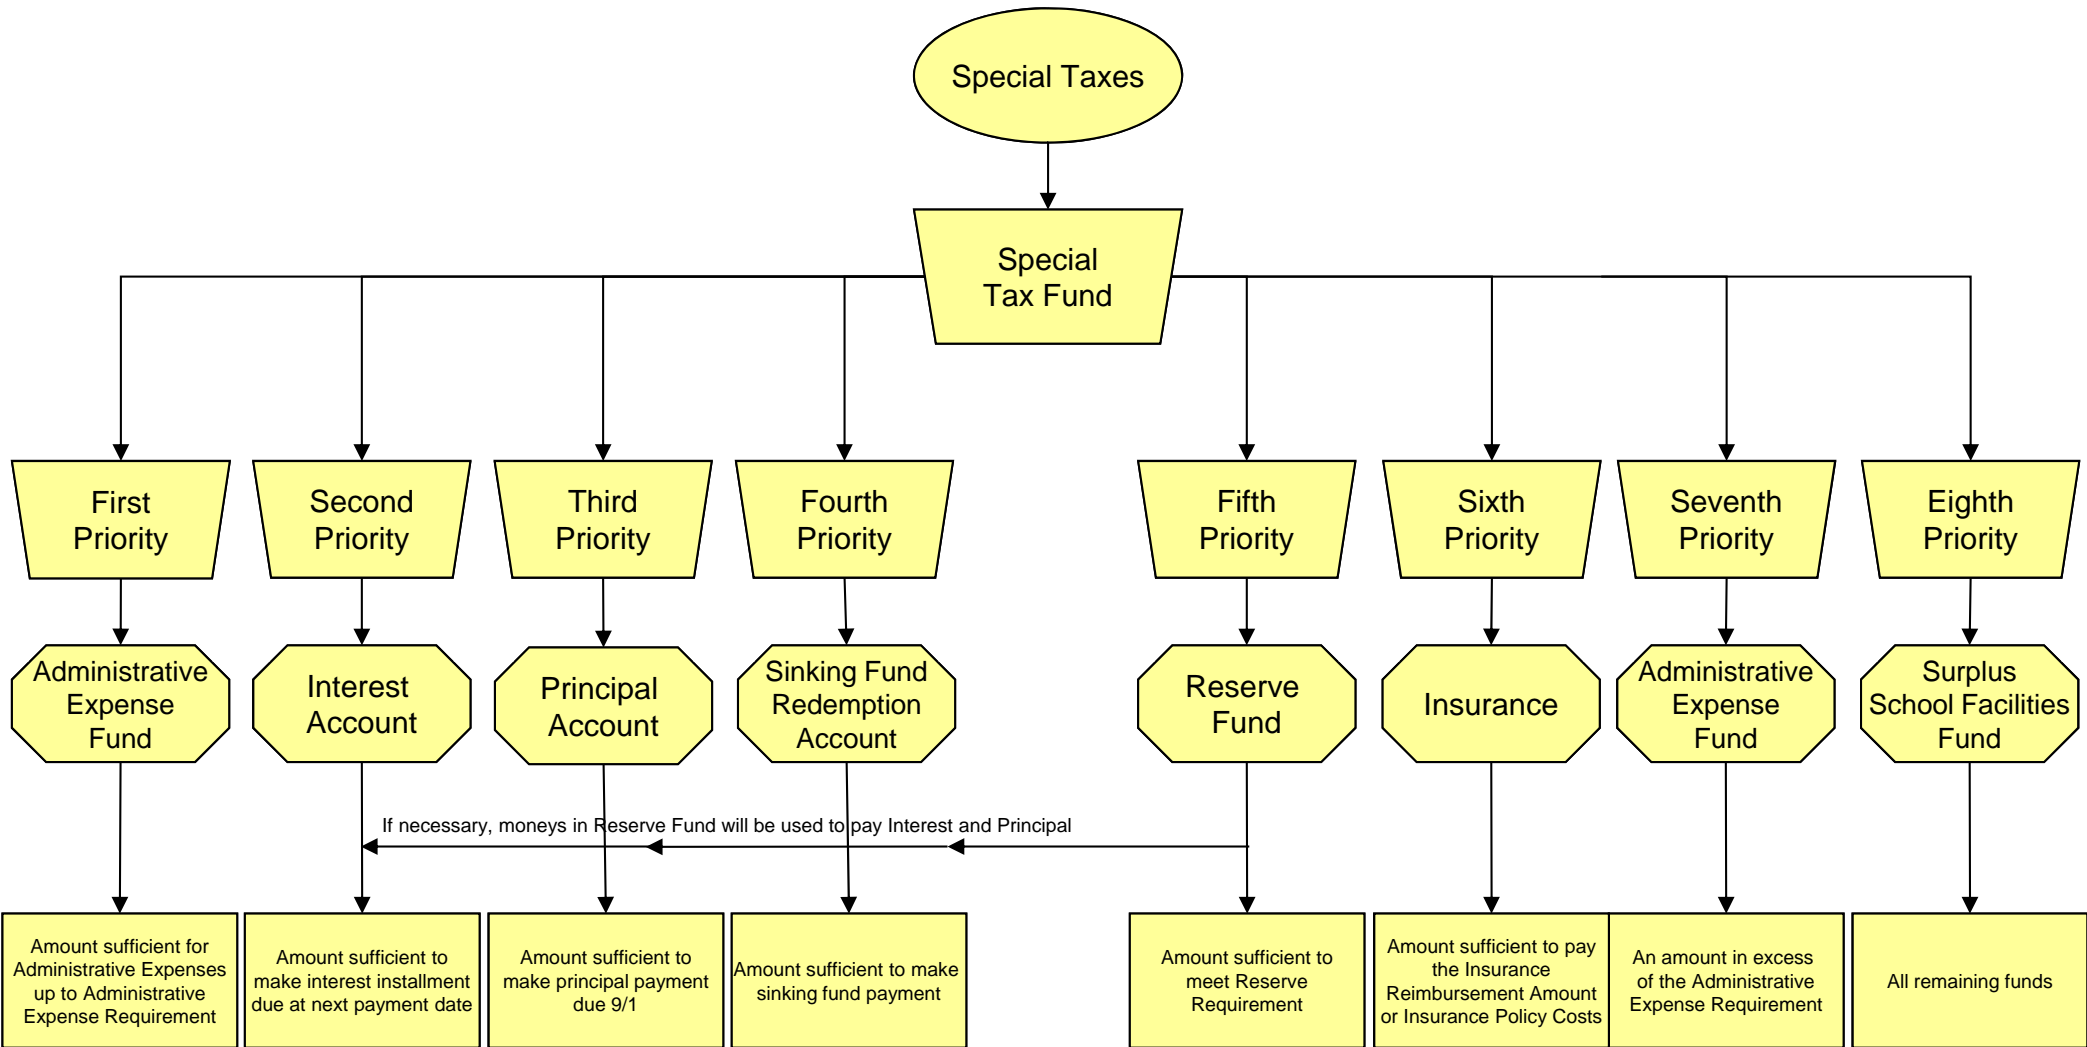 Special Taxes
Special
Tax Fund
First
Priority
Second
Priority
Third
Priority
Fourth
Priority
Fifth
Priority
Sixth
Priority
Seventh
Priority
Eighth
Priority
Administrative
Expense
Fund
Interest
Account
Principal
Account
Sinking Fund
Redemption
Account
Reserve
Fund
Insurance
Administrative
Expense
Fund
Surplus
School Facilities
Fund
If necessary, moneys in Reserve Fund will be used to pay Interest and Principal
Amount sufficient for
Administrative Expenses
up to Administrative
Expense Requirement
Amount sufficient to
make interest installment
due at next payment date
Amount sufficient to
make principal payment
due 9/1
Amount sufficient to make
sinking fund payment
Amount sufficient to
meet Reserve
Requirement
Amount sufficient to pay
the Insurance
Reimbursement Amount
or Insurance Policy Costs
An amount in excess
of the Administrative
Expense Requirement
All remaining funds